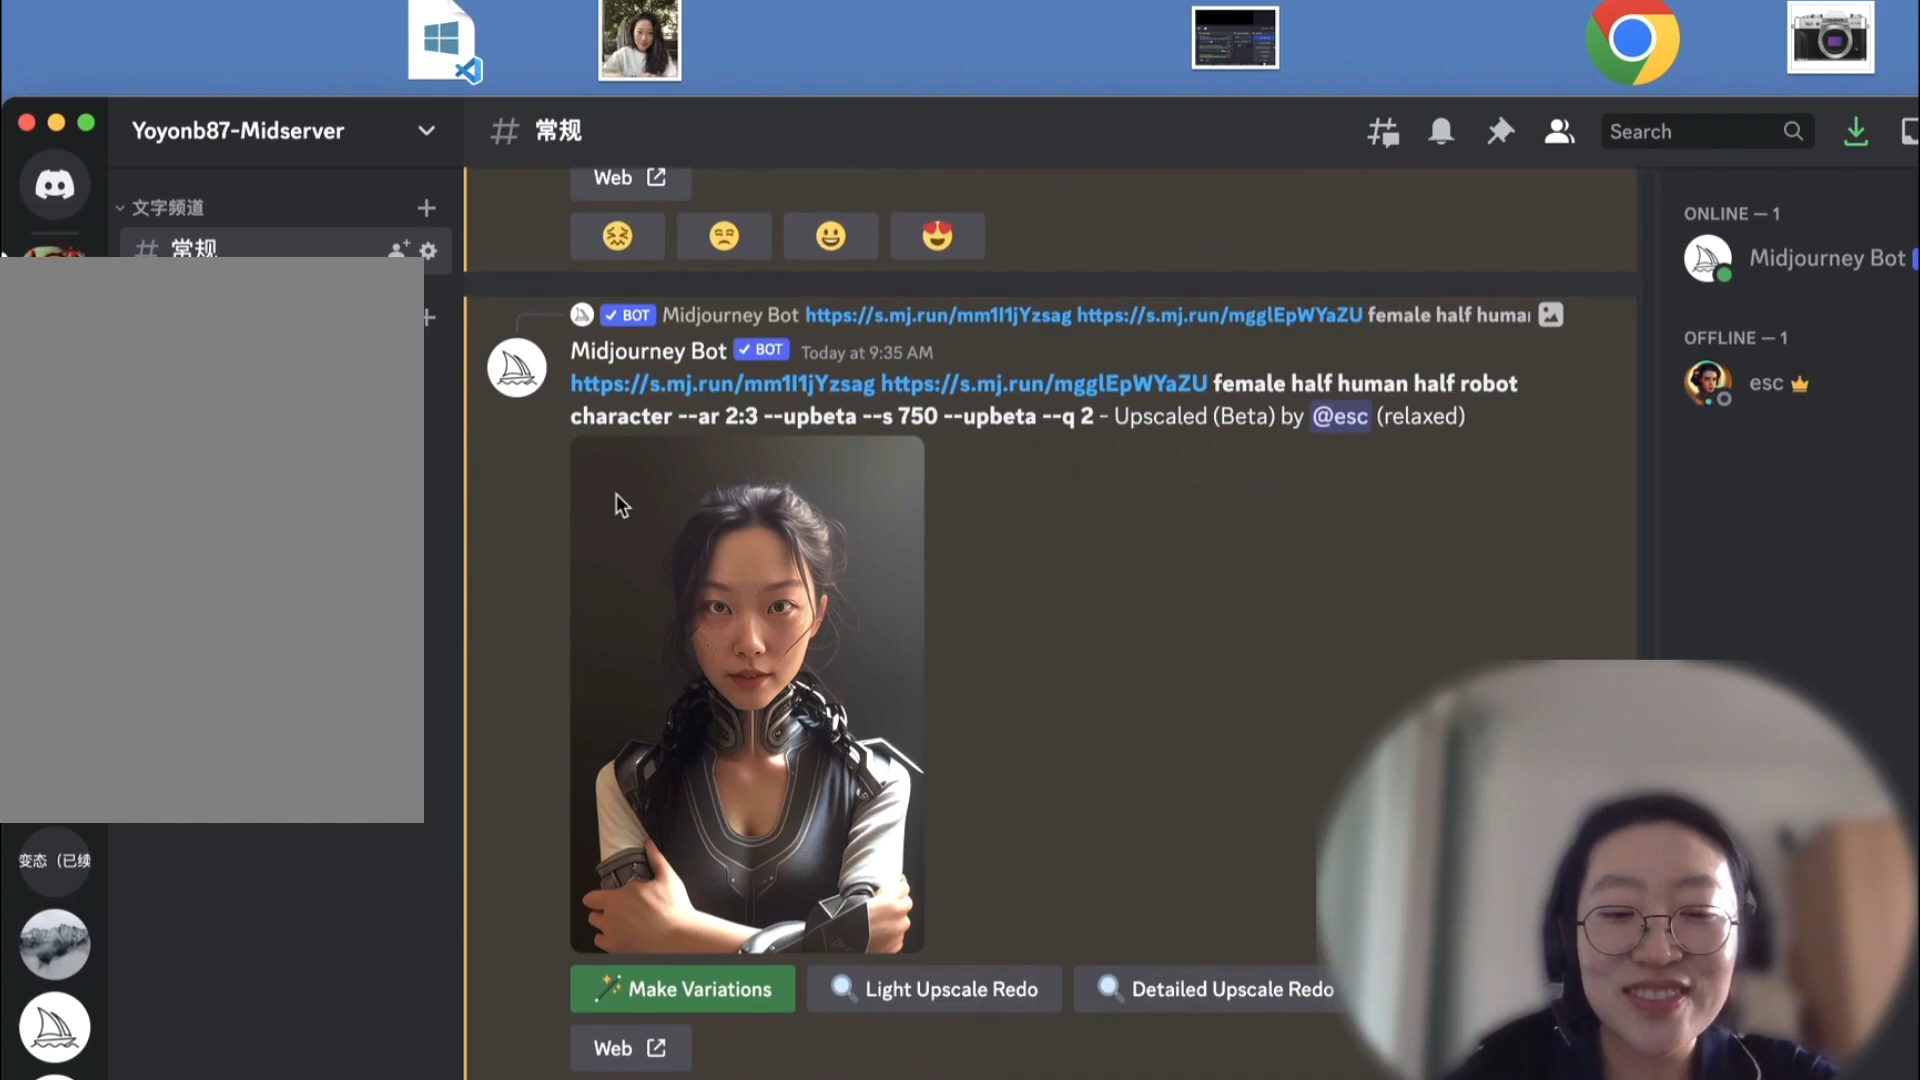 Yoyonb87-Midserver
常规
Search
文字频道
常规
Web
ONLINE — 1
Midjourney Bot
OFFLINE — 1
esc
BOT Midjourney Bot https://s.mj.run/mm1I1jYzsag https://s.mj.run/mgglEpWYaZU female half human
Midjourney Bot BOT Today at 9:35 AM
https://s.mj.run/mm1I1jYzsag https://s.mj.run/mgglEpWYaZU female half human half robot
character --ar 2:3 --upbeta --s 750 --upbeta --q 2 - Upscaled (Beta) by @esc (relaxed)
变态（已续
Make Variations
Light Upscale Redo
Detailed Upscale Redo
Web